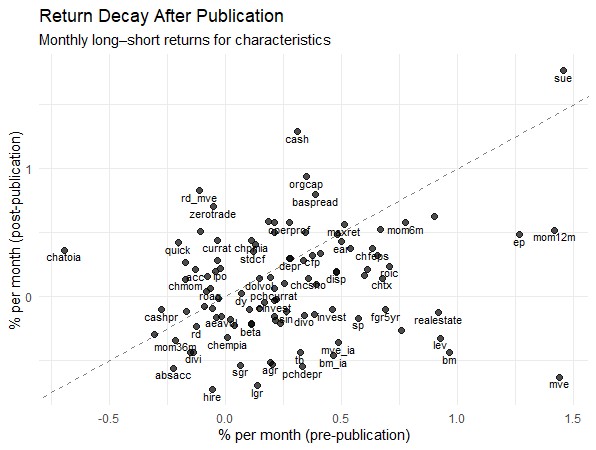 Return Decay After Publication
Monthly long–short returns for characteristics
sue
cash
1
orgcap
rd_mve
baspread
zerotrade
operprof
maxret
mom6m
ep
mom12m
quick
currat
chpmia
ear
chatoia
stdcf
chfeps
depr
cfp
acc
ipo
roic
chmom
dolvol
chcsho
disp
chtx
roaq
pchcurrat
0
dy
invest
cashpr
aeavol
sin
divo
invest
sp
fgr5yr
realestate
rd
beta
mom36m
chempia
mve_ia
lev
divi
tb
bm_ia
bm
absacc
sgr
agr
pchdepr
mve
hire
lgr
-0.5
0.0
0.5
1.0
1.5
% per month (pre-publication)
% per month (post-publication)